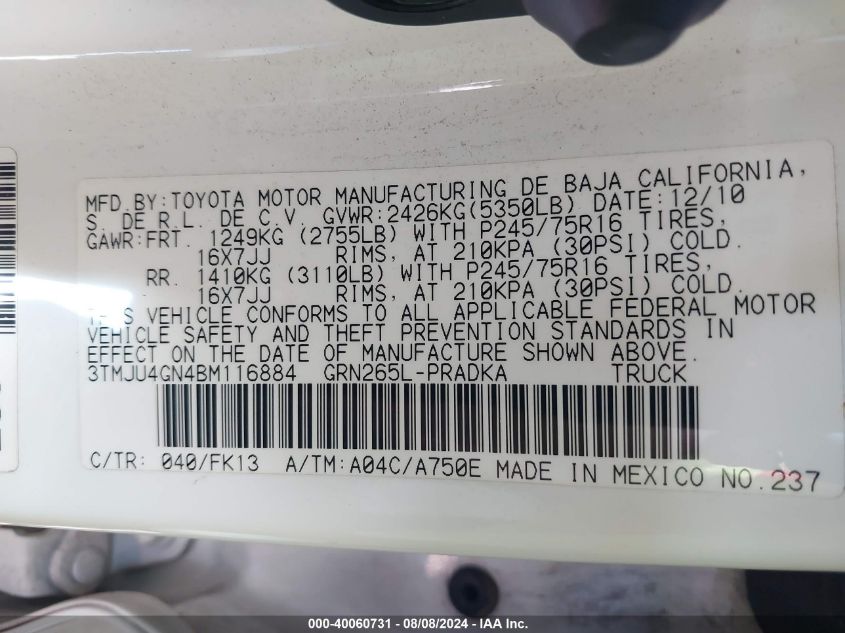 MFD.BY:TOYOTA MOTOR MANUFACTURING DE BAJA CALIFORNIA,
S. DE R.L. DE C.V. GVWR:2426KG(5350LB) DATE:12/10
GAWR:FRT. 1249KG (2755LB) WITH P245/75R16 TIRES,
16X7JJ RIMS, AT 210KPA (30PSI) COLD.
RR. 1410KG (3110LB) WITH P245/75R16 TIRES,
16X7JJ RIMS, AT 210KPA (30PSI) COLD.
THIS VEHICLE CONFORMS TO ALL APPLICABLE FEDERAL MOTOR
VEHICLE SAFETY AND THEFT PREVENTION STANDARDS IN
EFFECT ON THE DATE OF MANUFACTURE SHOWN ABOVE.
3TMJU4GN4BM116884 GRN265L-PRADKA TRUCK
C/TR: 040/FK13 A/TM:A04C/A750E MADE IN MEXICO NO.237
000-40060731 - 08/08/2024 - IAA Inc.